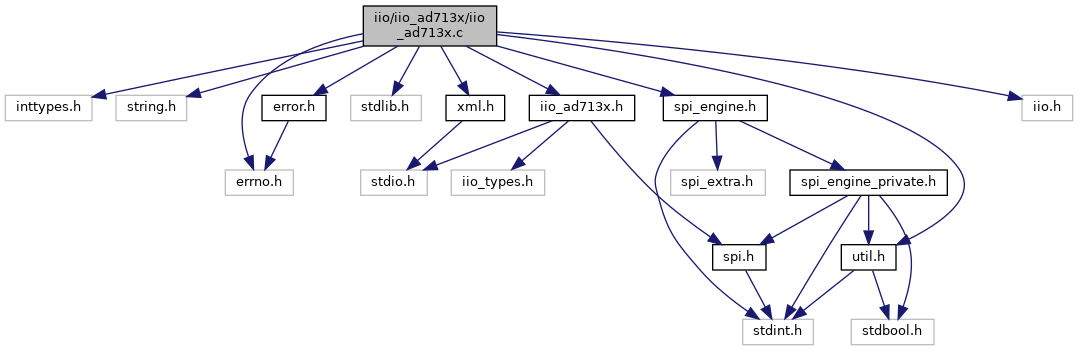 iio/iio_ad713x/iio
_ad713x.c
inttypes.h
string.h
error.h
stdlib.h
xml.h
iio_ad713x.h
spi_engine.h
iio.h
errno.h
stdio.h
iio_types.h
spi_extra.h
spi_engine_private.h
spi.h
util.h
stdint.h
stdbool.h